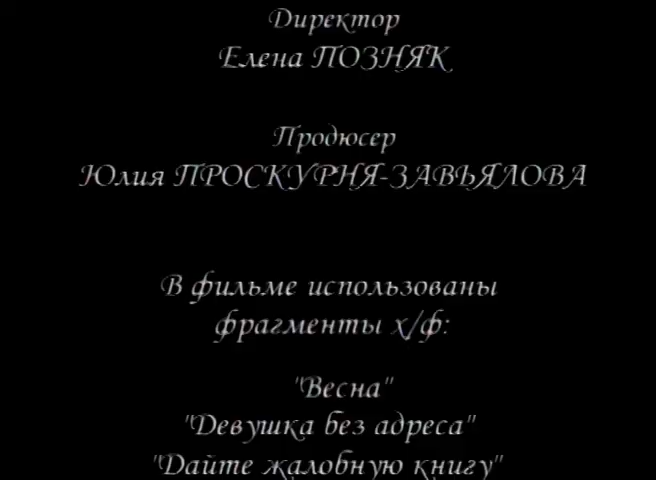 Директор
Елена ПОЗНЯК
Продюсер
Юлия ПРОСКУРНЯ-ЗАВЬЯЛОВА
В фильме использованы
фрагменты х/ф:
"Весна"
"Девушка без адреса"
"Дайте жалобную книгу"